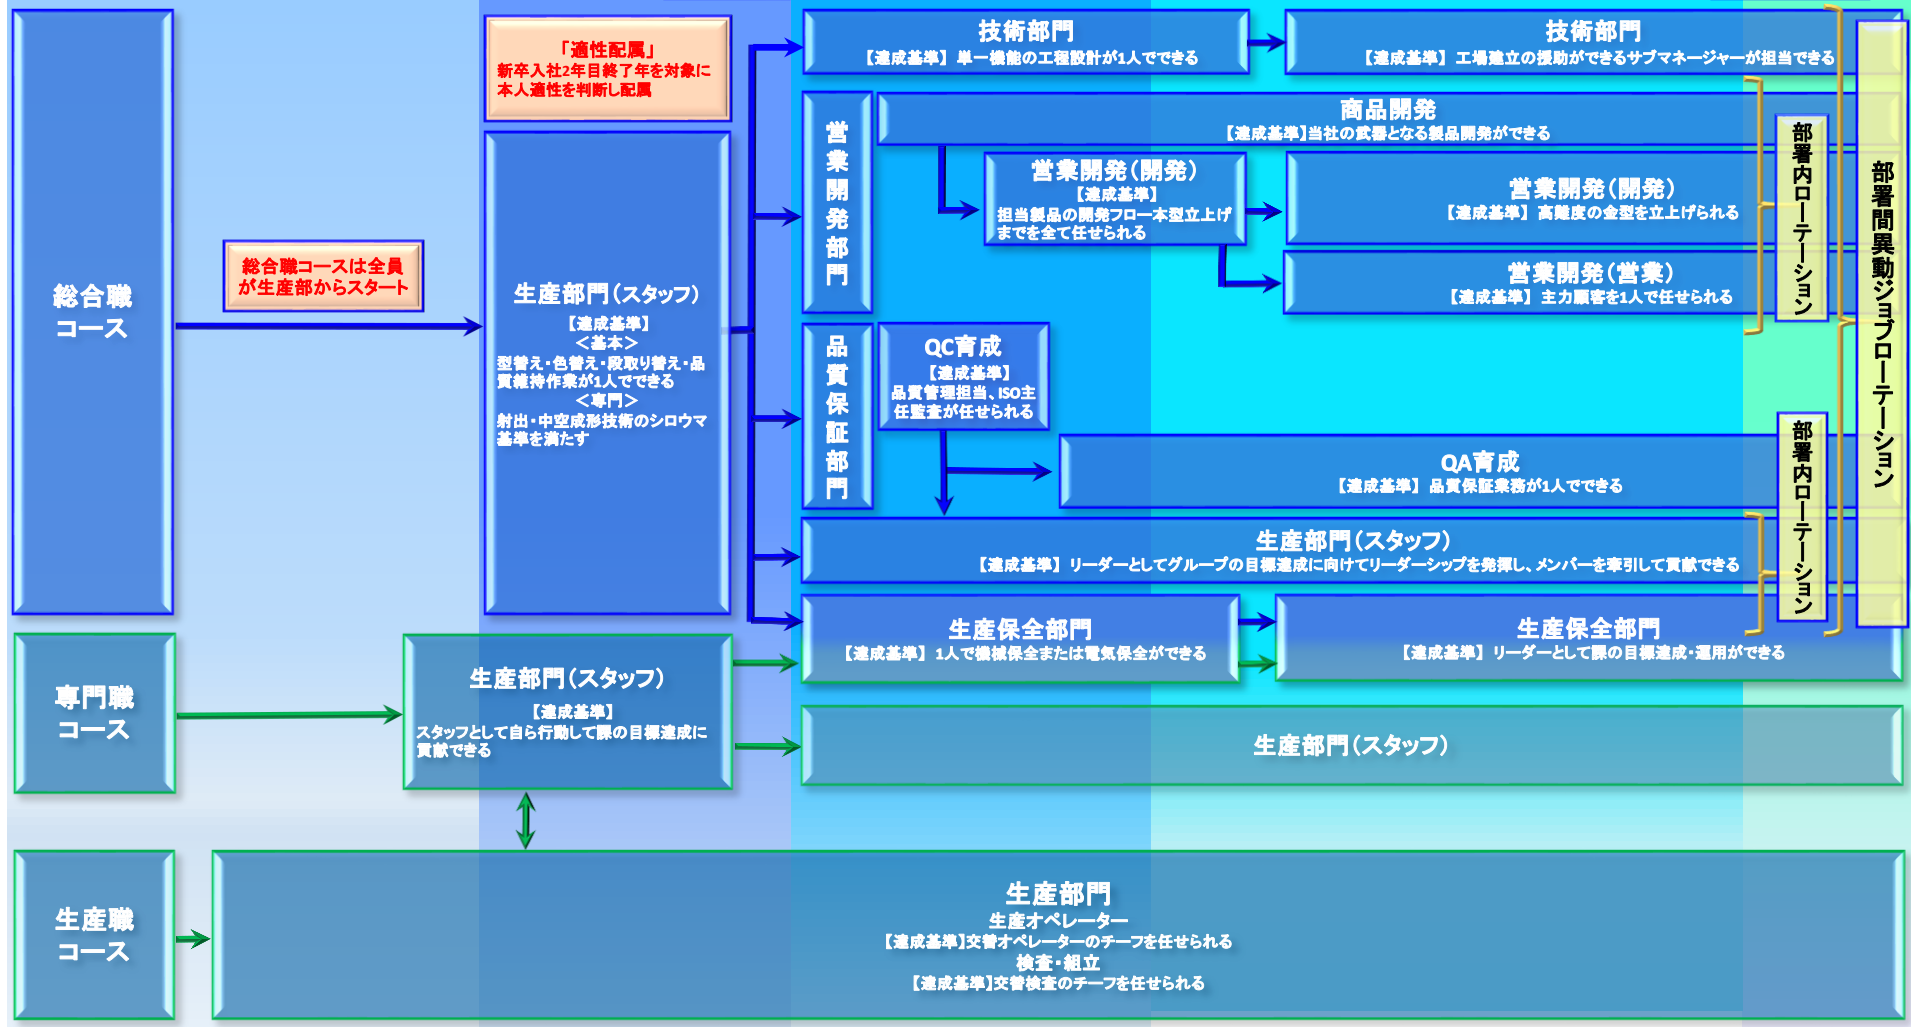 総合職
コース
総合職コースは全員
が生産部からスタート
「適性配属」
新卒入社2年目終了年を対象に
本人適性を判断し配属
生産部門（スタッフ）
【達成基準】
＜基本＞
型替え・色替え・段取り替え・品
質維持作業が1人でできる
＜専門＞
射出・中空成形技術のシロウマ
基準を満たす
技術部門
【達成基準】 単一機能の工程設計が1人でできる
技術部門
【達成基準】 工場建立の援助ができるサブマネージャーが担当できる
営業開発部門
商品開発
【達成基準】当社の武器となる製品開発ができる
営業開発（開発）
【達成基準】
担当製品の開発フロー本型立上げ
までを全て任せられる
営業開発（開発）
【達成基準】 高難度の金型を立上げられる
営業開発（営業）
【達成基準】 主力顧客を1人で任せられる
品質保証部門
QC育成
【達成基準】
品質管理担当、ISO主
任監査が任せられる
QA育成
【達成基準】 品質保証業務が1人でできる
生産部門（スタッフ）
【達成基準】 リーダーとしてグループの目標達成に向けてリーダーシップを発揮し、メンバーを牽引して貢献できる
生産保全部門
【達成基準】 1人で機械保全または電気保全ができる
生産保全部門
【達成基準】 リーダーとして課の目標達成・運用ができる
部署内ローテーション
部署内ローテーション
部署間異動ジョブローテーション
専門職
コース
生産部門（スタッフ）
【達成基準】
スタッフとして自ら行動して課の目標達成に
貢献できる
生産部門（スタッフ）
生産職
コース
生産部門
生産オペレーター
【達成基準】交替オペレーターのチーフを任せられる
検査・組立
【達成基準】交替検査のチーフを任せられる